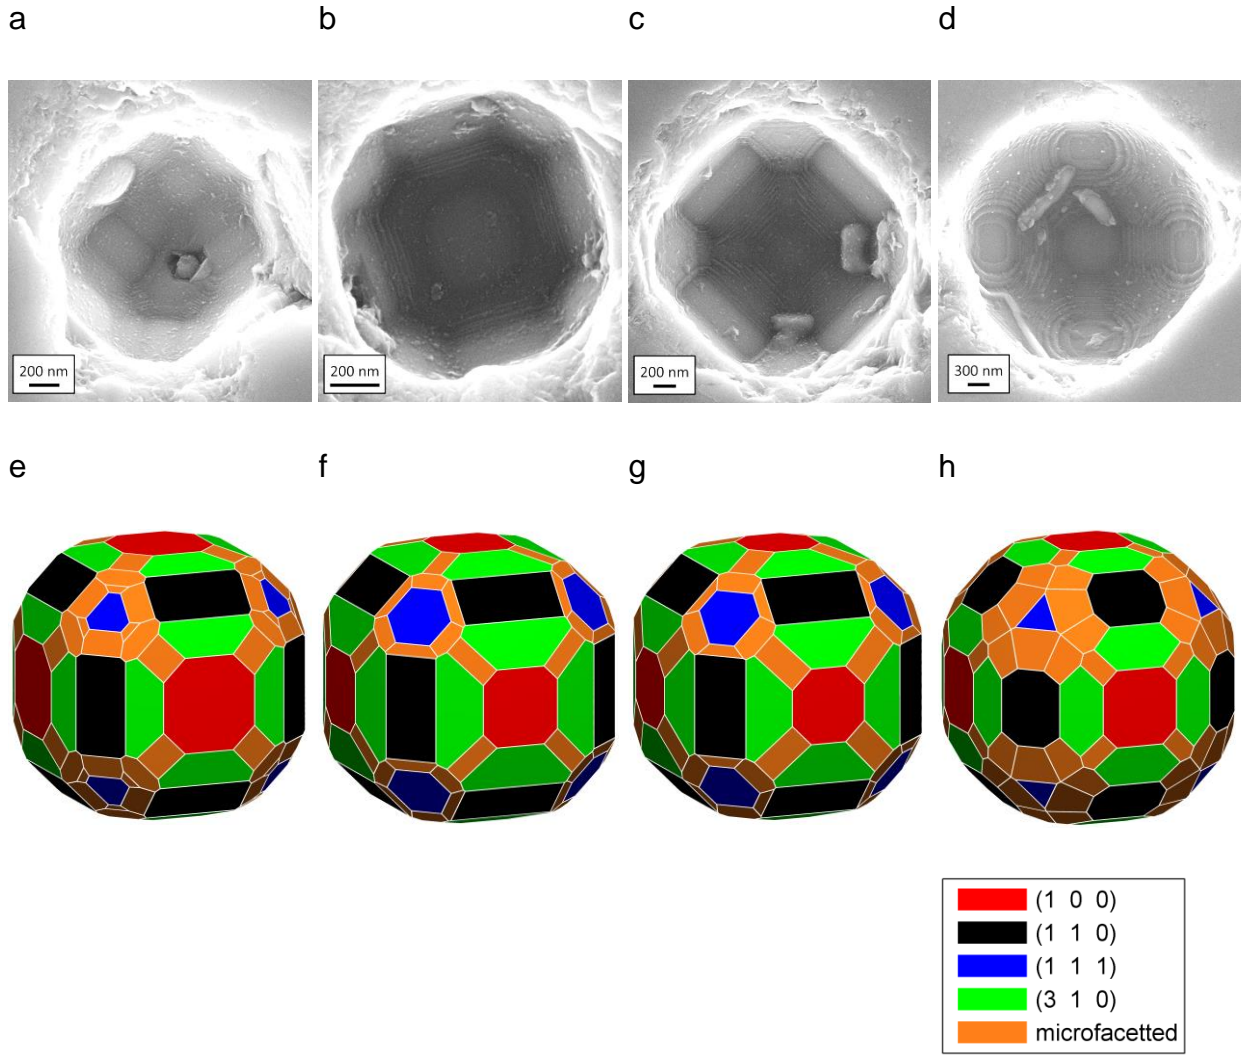 a
b
c
d
200 nm
200 nm
200 nm
300 nm
e
f
g
h
(1 0 0)
(1 1 0)
(1 1 1)
(3 1 0)
microfacetted